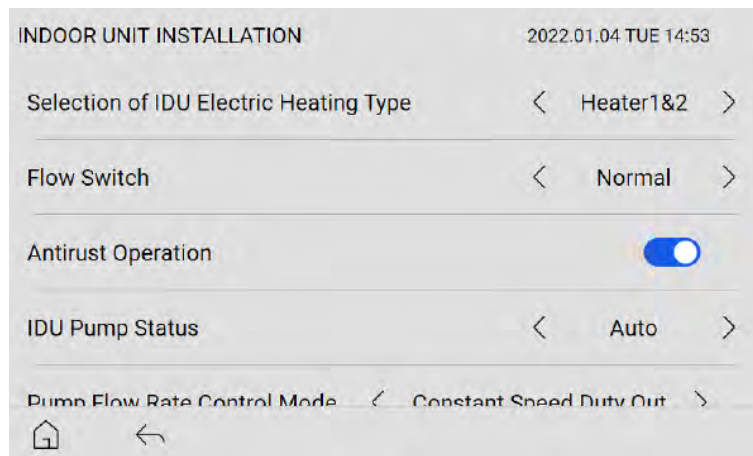 INDOOR UNIT INSTALLATION 2022.01.04 TUE 14:53
Selection of IDU Electric Heating Type < Heater1&2 >
Flow Switch < Normal >
Antirust Operation
IDU Pump Status < Auto >
Pump Flow Rate Control Mode < Constant Speed Duty Out >